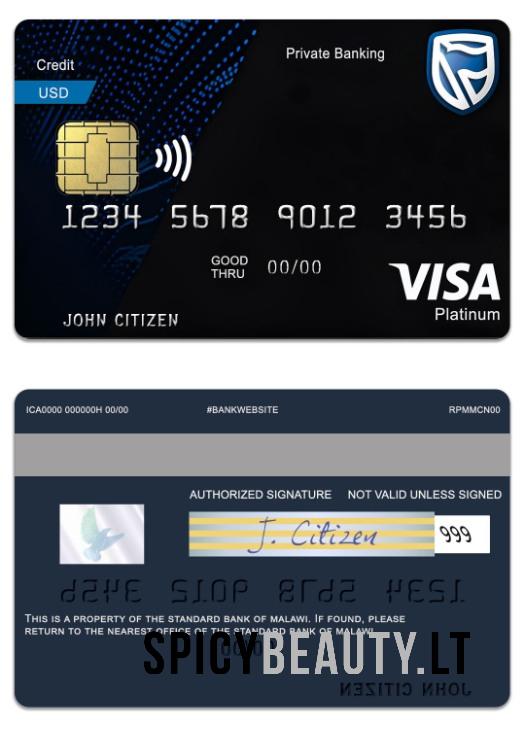 Private Banking
Credit
USD
1234 5678 9012 3456
GOOD THRU 00/00
VISA
Platinum
JOHN CITIZEN
ICA0000 000000H 00/00 #BANKWEBSITE RPMMCN00
AUTHORIZED SIGNATURE NOT VALID UNLESS SIGNED
J. Citizen 999
1234 5678 9012 3456
THIS IS A PROPERTY OF THE STANDARD BANK OF MALAWI. IF FOUND, PLEASE
RETURN TO THE NEAREST OFFICE OF THE STANDARD BANK OF MALAWI.
SPICYBEAUTY.LT
JOHN CITIZEN